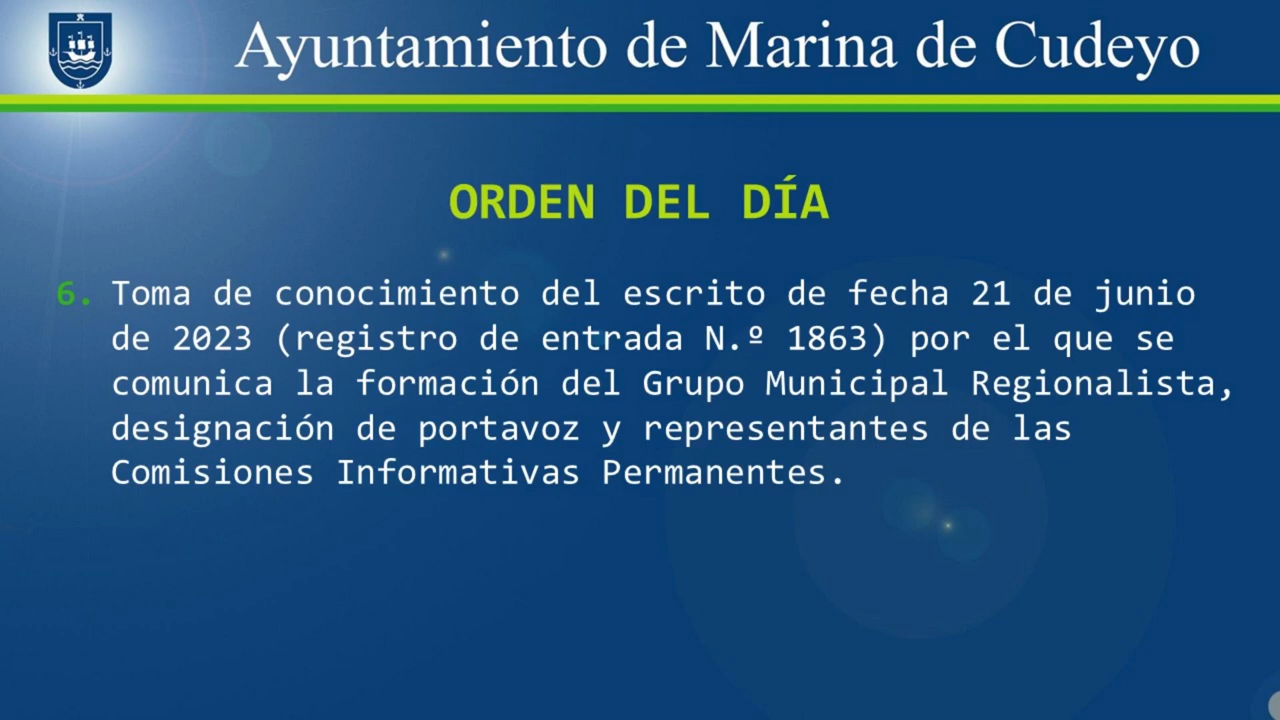 Ayuntamiento de Marina de Cudeyo
ORDEN DEL DÍA
6. Toma de conocimiento del escrito de fecha 21 de junio
de 2023 (registro de entrada N.º 1863) por el que se
comunica la formación del Grupo Municipal Regionalista,
designación de portavoz y representantes de las
Comisiones Informativas Permanentes.